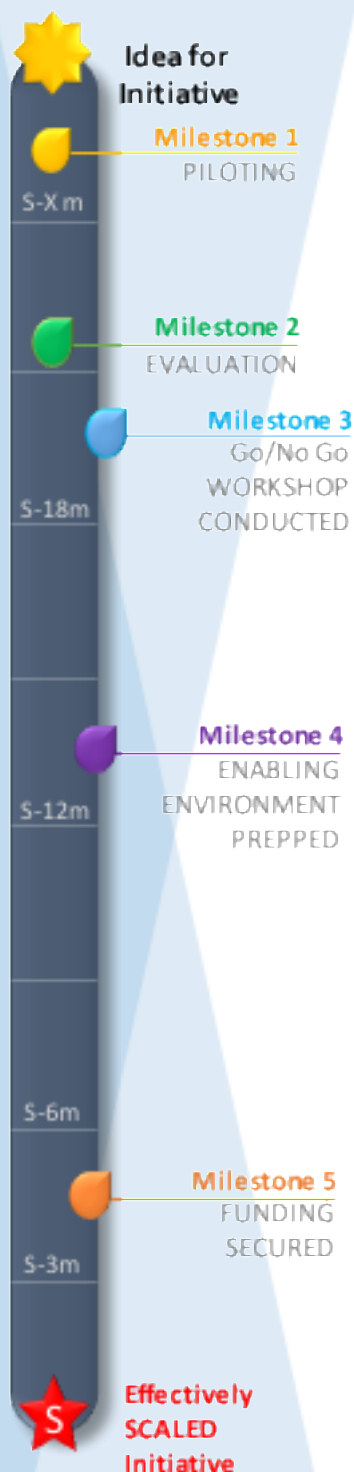 Idea for
Initiative
Milestone 1
PILOTING
S-X m
Milestone 2
EVALUATION
Milestone 3
Go/No Go
WORKSHOP
CONDUCTED
S-18m
Milestone 4
ENABLING
ENVIRONMENT
PREPPED
S-12m
S-6m
Milestone 5
FUNDING
SECURED
S-3m
S
Effectively
SCALED
Initiative